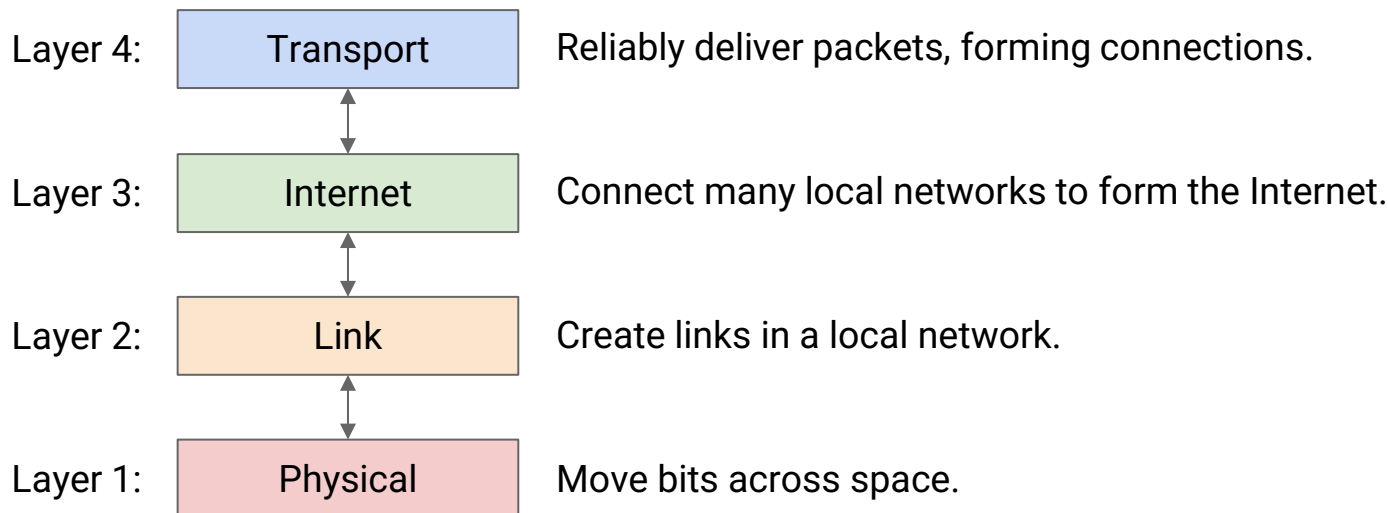 Layer 4: Transport Reliably deliver packets, forming connections.
Layer 3: Internet Connect many local networks to form the Internet.
Layer 2: Link Create links in a local network.
Layer 1: Physical Move bits across space.